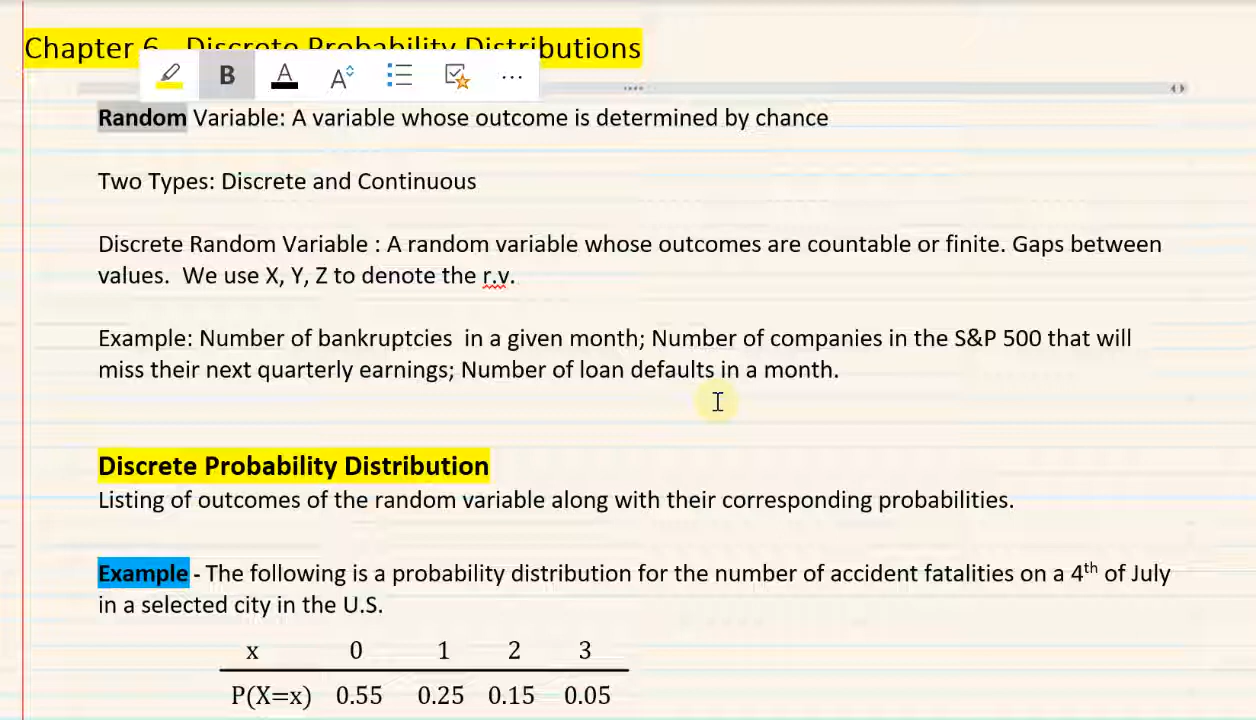 Chapter 6 Discrete Probability Distributions
B A A ...
Random Variable: A variable whose outcome is determined by chance
Two Types: Discrete and Continuous
Discrete Random Variable : A random variable whose outcomes are countable or finite. Gaps between
values.  We use X, Y, Z to denote the r.v.
Example: Number of bankruptcies  in a given month; Number of companies in the S&P 500 that will
miss their next quarterly earnings; Number of loan defaults in a month.
Discrete Probability Distribution
Listing of outcomes of the random variable along with their corresponding probabilities.
Example - The following is a probability distribution for the number of accident fatalities on a 4th of July
in a selected city in the U.S.
x 0 1 2 3
P(X=x) 0.55 0.25 0.15 0.05